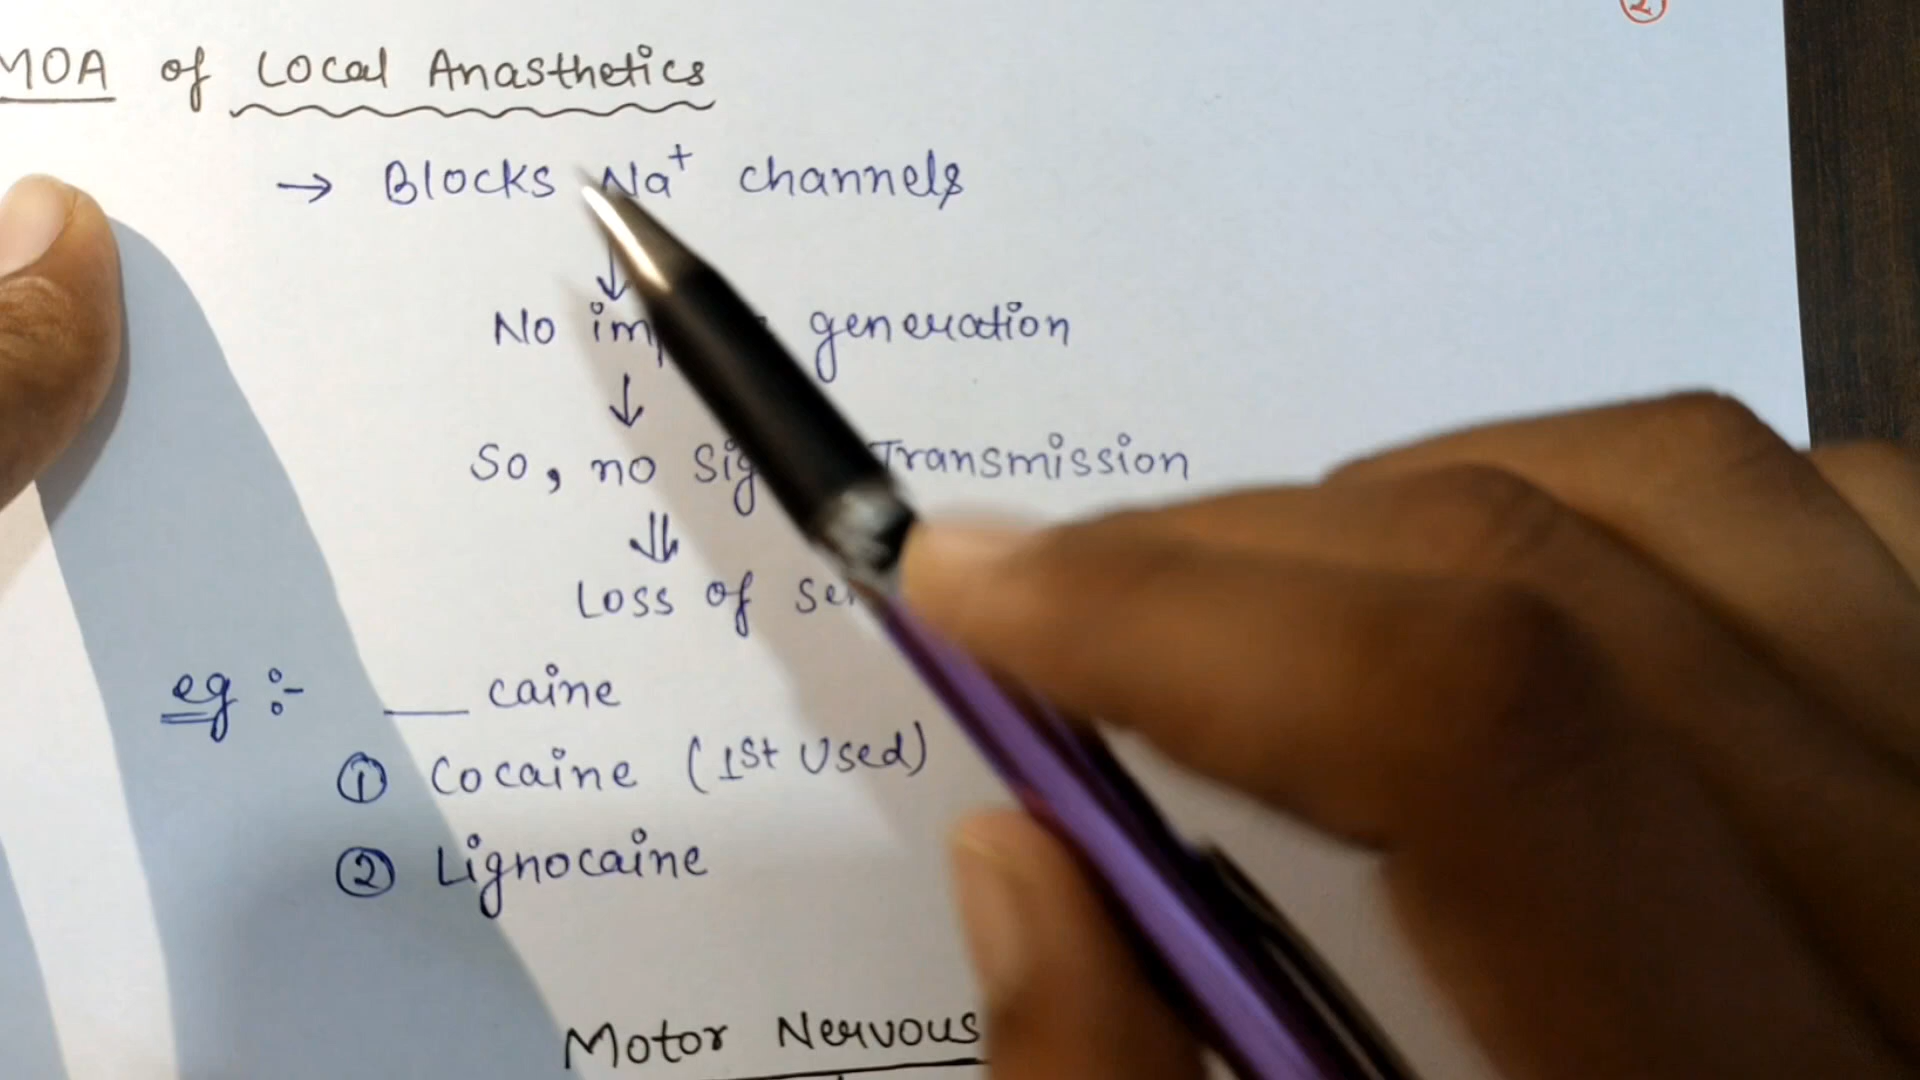 MOA of Local Anasthetics
→ Blocks Na⁺ channels
↓
No generation
↓
So, no Transmission
⇓
Loss of
eg :- ___ caine
① Cocaine (1st Used)
② Lignocaine
Motor Nervous